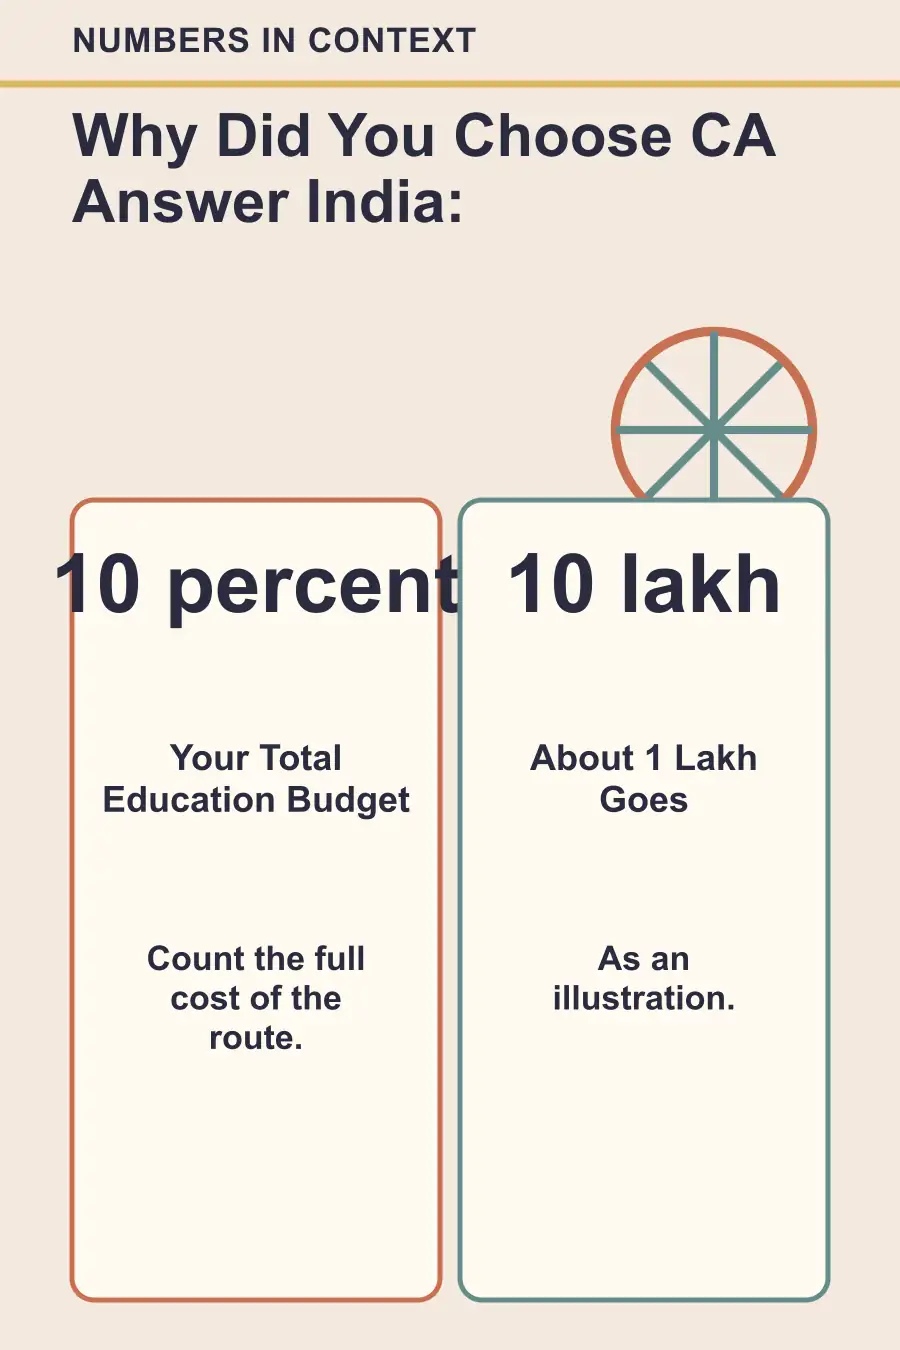 NUMBERS IN CONTEXT
Why Did You Choose CA
Answer India:
10 percent
Your Total
Education Budget
Count the full
cost of the
route.
10 lakh
About 1 Lakh
Goes
As an
illustration.